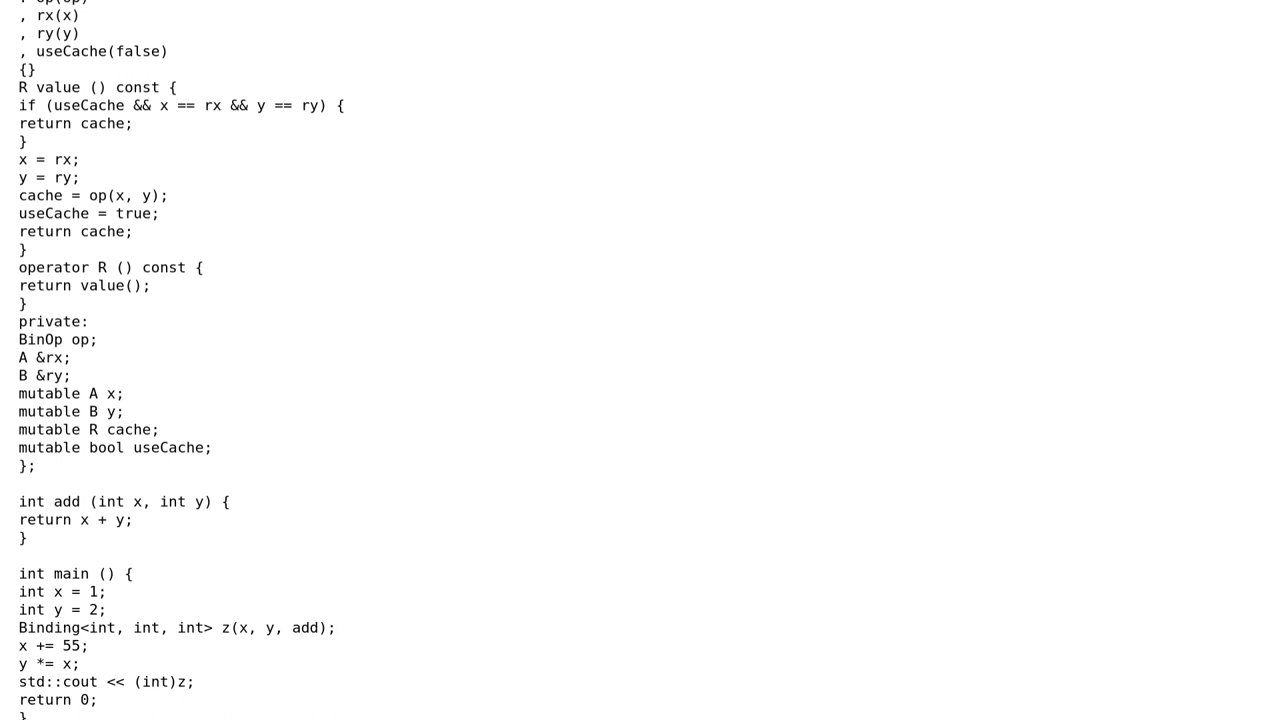 , rx(x)
, ry(y)
, useCache(false)
{}
R value () const {
if (useCache && x == rx && y == ry) {
return cache;
}
x = rx;
y = ry;
cache = op(x, y);
useCache = true;
return cache;
}
operator R () const {
return value();
}
private:
BinOp op;
A &rx;
B &ry;
mutable A x;
mutable B y;
mutable R cache;
mutable bool useCache;
};

int add (int x, int y) {
return x + y;
}

int main () {
int x = 1;
int y = 2;
Binding<int, int, int> z(x, y, add);
x += 55;
y *= x;
std::cout << (int)z;
return 0;
}